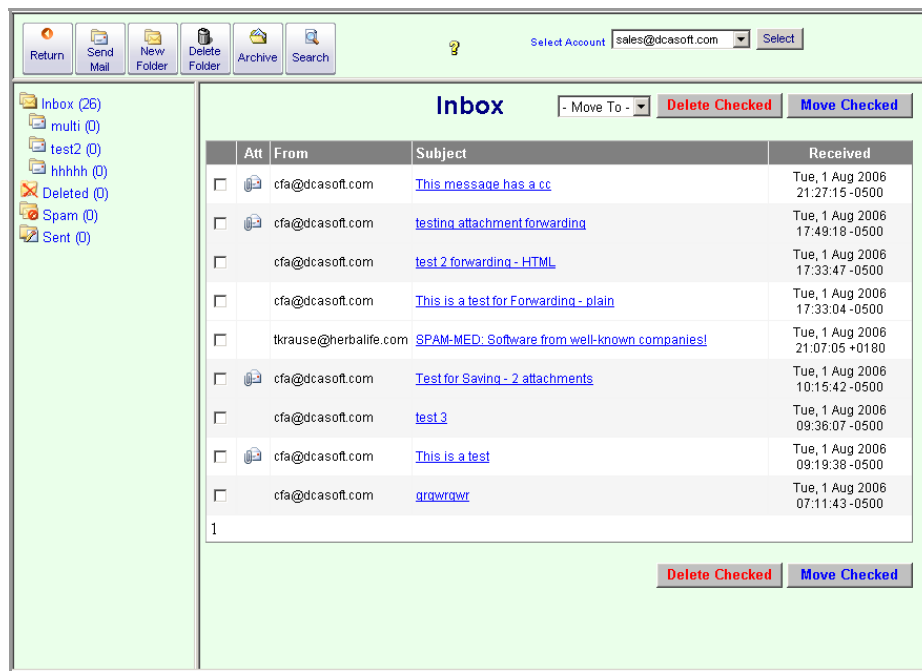 Return
Send Mail
New Folder
Delete Folder
Archive
Search
?
Select Account sales@dcasoft.com Select
Inbox (26)
multi (0)
test2 (0)
hhhhh (0)
Deleted (0)
Spam (0)
Sent (0)
Inbox - Move To - Delete Checked Move Checked
Att From Subject Received
cfa@dcasoft.com This message has a cc Tue, 1 Aug 2006
21:27:15 -0500
cfa@dcasoft.com testing attachment forwarding Tue, 1 Aug 2006
17:49:18 -0500
cfa@dcasoft.com test 2 forwarding - HTML Tue, 1 Aug 2006
17:33:47 -0500
cfa@dcasoft.com This is a test for Forwarding - plain Tue, 1 Aug 2006
17:33:04 -0500
tkrause@herbalife.com SPAM-MED: Software from well-known companies! Tue, 1 Aug 2006
21:07:05 +0180
cfa@dcasoft.com Test for Saving - 2 attachments Tue, 1 Aug 2006
10:15:42 -0500
cfa@dcasoft.com test 3 Tue, 1 Aug 2006
09:36:07 -0500
cfa@dcasoft.com This is a test Tue, 1 Aug 2006
09:19:38 -0500
cfa@dcasoft.com qrqwrqwr Tue, 1 Aug 2006
07:11:43 -0500
1
Delete Checked Move Checked